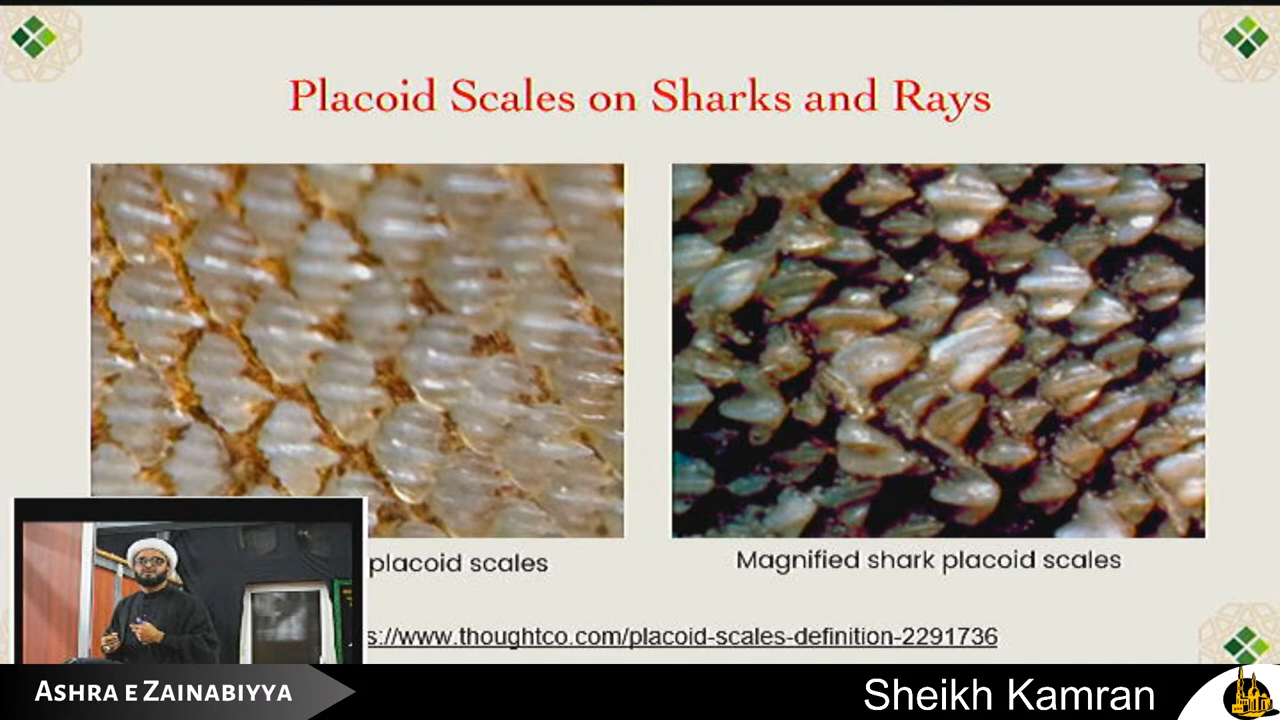 Placoid Scales on Sharks and Rays
placoid scales
Magnified shark placoid scales
s://www.thoughtco.com/placoid-scales-definition-2291736
Ashra e Zainabiyya
Sheikh Kamran